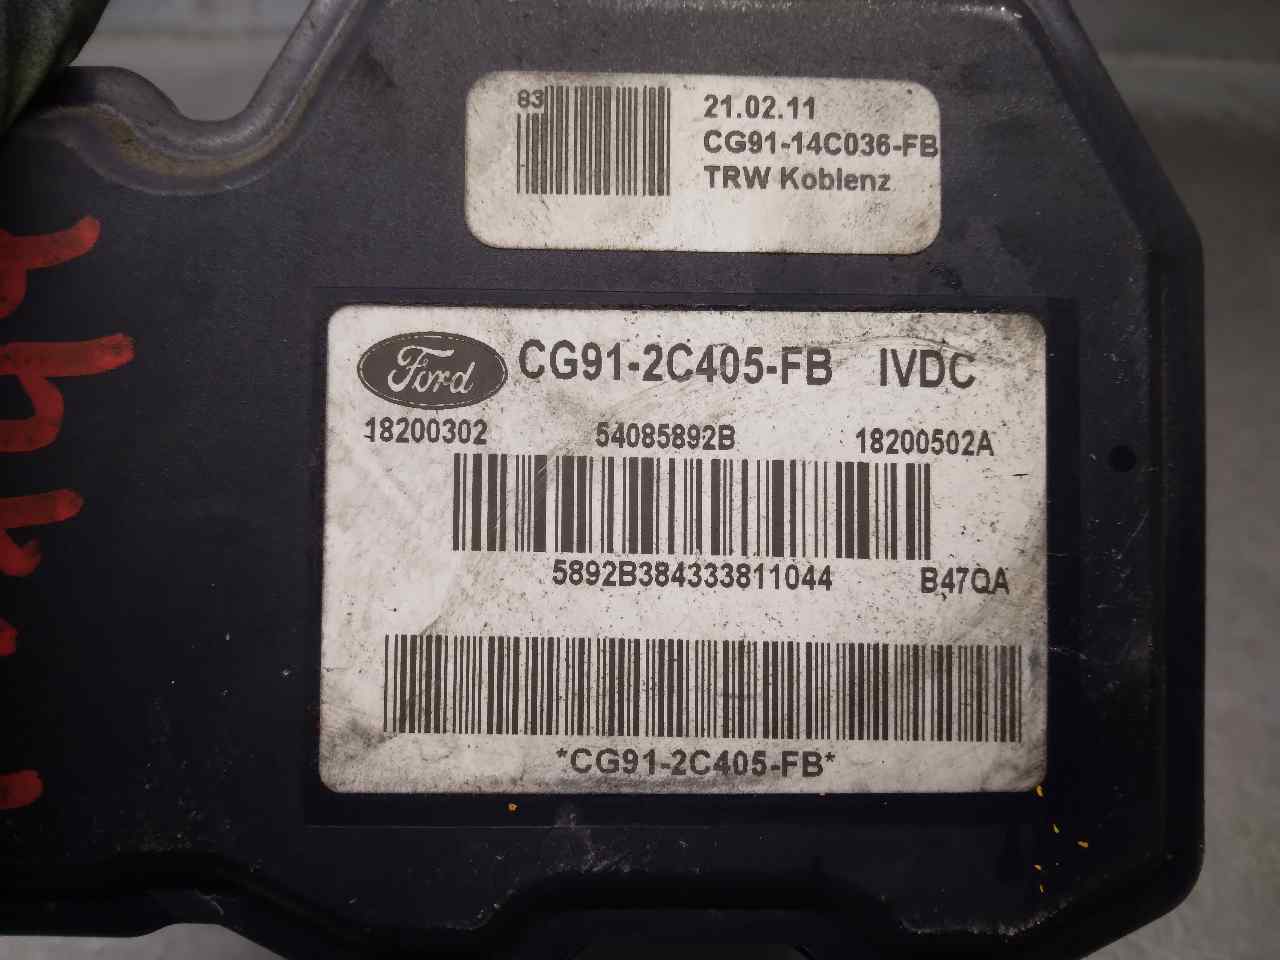 83
21.02.11
CG91-14C036-FB
TRW Koblenz
Ford CG91-2C405-FB IVDC
18200302 54085892B 18200502A
5892B384333811044 B47QA
*CG91-2C405-FB*